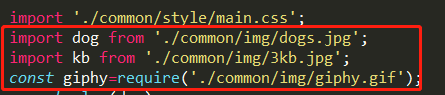 import './common/style/main.css';
import dog from './common/img/dogs.jpg';
import kb from './common/img/3kb.jpg';
const giphy=require('./common/img/giphy.gif');